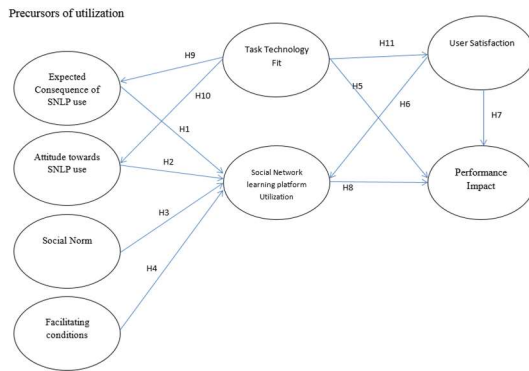 Precursors of utilization
Expected
Consequence of
SNLP use
Attitude towards
SNLP use
Social Norm
Facilitating
conditions
Task Technology
Fit
Social Network
learning platform
Utilization
User Satisfaction
Performance
Impact
H9
H10
H1
H2
H3
H4
H11
H5
H6
H7
H8